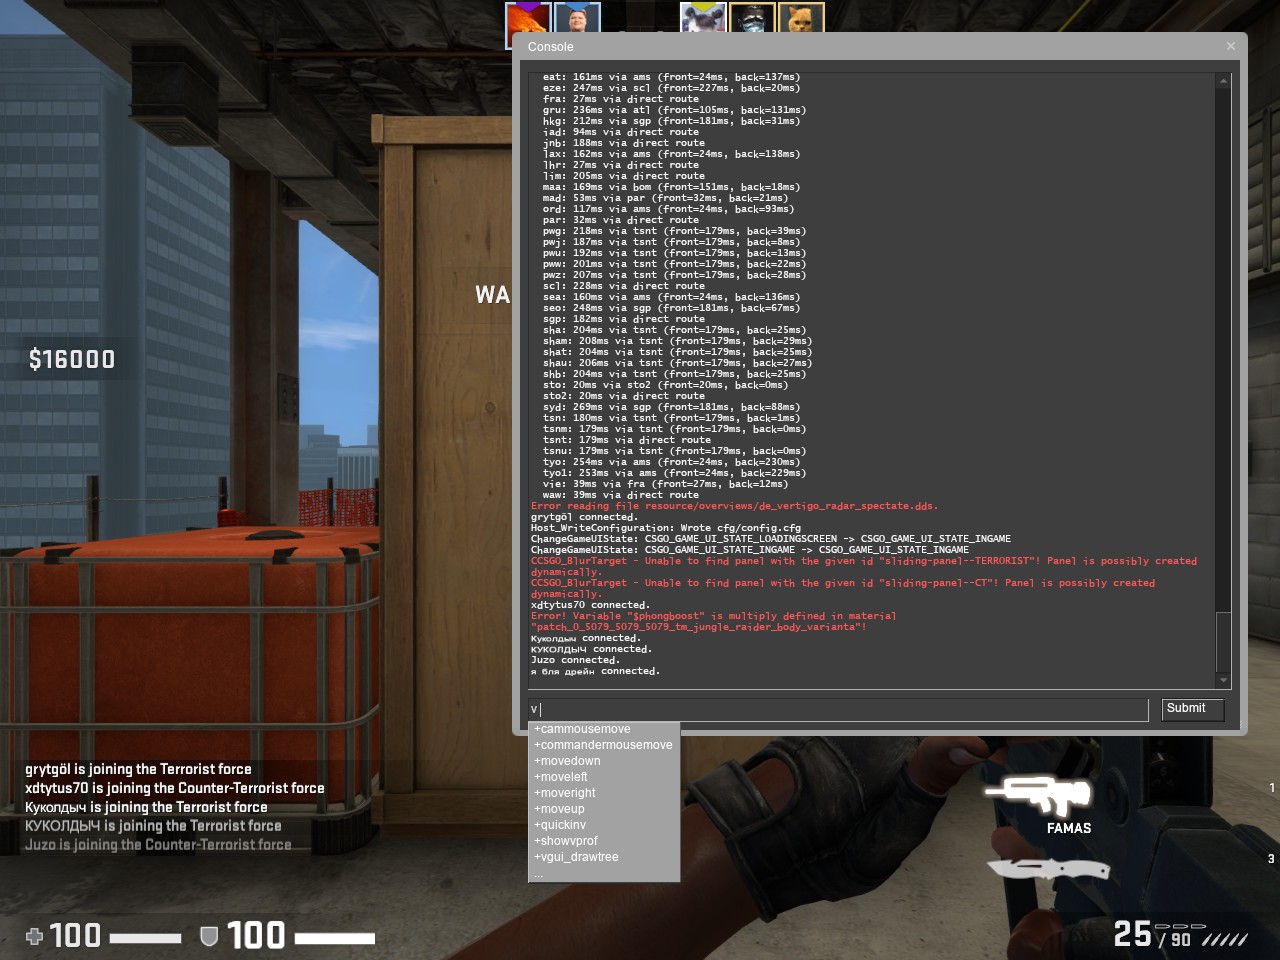 Console
eat: 161ms via ams (front=24ms, back=137ms)
eze: 247ms via scl (front=227ms, back=20ms)
fra: 27ms via direct route
gru: 236ms via atl (front=105ms, back=131ms)
hkg: 212ms via sgp (front=181ms, back=31ms)
iad: 94ms via direct route
jnb: 188ms via direct route
lax: 162ms via ams (front=24ms, back=138ms)
lhr: 27ms via direct route
lim: 205ms via direct route
maa: 169ms via bom (front=151ms, back=18ms)
mad: 53ms via par (front=32ms, back=21ms)
ord: 117ms via ams (front=24ms, back=93ms)
par: 32ms via direct route
pwg: 218ms via tsnt (front=179ms, back=39ms)
pwj: 187ms via tsnt (front=179ms, back=8ms)
pwu: 192ms via tsnt (front=179ms, back=13ms)
pww: 201ms via tsnt (front=179ms, back=22ms)
pwz: 207ms via tsnt (front=179ms, back=28ms)
scl: 228ms via direct route
sea: 160ms via ams (front=24ms, back=136ms)
seo: 248ms via sgp (front=181ms, back=67ms)
sgp: 182ms via direct route
sha: 204ms via tsnt (front=179ms, back=25ms)
sham: 208ms via tsnt (front=179ms, back=29ms)
shat: 204ms via tsnt (front=179ms, back=25ms)
shau: 206ms via tsnt (front=179ms, back=27ms)
shb: 204ms via tsnt (front=179ms, back=25ms)
sto: 20ms via sto2 (front=20ms, back=0ms)
sto2: 20ms via direct route
syd: 269ms via sgp (front=181ms, back=88ms)
tsn: 180ms via tsnt (front=179ms, back=1ms)
tsnm: 179ms via tsnt (front=179ms, back=0ms)
tsnt: 179ms via direct route
tsnu: 179ms via tsnt (front=179ms, back=0ms)
tyo: 254ms via ams (front=24ms, back=230ms)
tyo1: 253ms via ams (front=24ms, back=229ms)
vie: 39ms via fra (front=27ms, back=12ms)
waw: 39ms via direct route
Error reading file resource/overviews/de_vertigo_radar_spectate.dds.
grytgöl connected.
Host_WriteConfiguration: Wrote cfg/config.cfg
ChangeGameUIState: CSGO_GAME_UI_STATE_LOADINGSCREEN -> CSGO_GAME_UI_STATE_INGAME
ChangeGameUIState: CSGO_GAME_UI_STATE_INGAME -> CSGO_GAME_UI_STATE_INGAME
CCSGO_BlurTarget - Unable to find panel with the given id "sliding-panel--TERRORIST"! Panel is possibly created
dynamically.
CCSGO_BlurTarget - Unable to find panel with the given id "sliding-panel--CT"! Panel is possibly created
dynamically.
xdtytus70 connected.
Error! Variable "$phongboost" is multiply defined in material
"patch_0_5079_5079_5079_tm_jungle_raider_body_varianta"!
Куколдыч connected.
КУКОЛДЫЧ connected.
Juzo connected.
я бля дрейн connected.
v
Submit
+cammousemove
+commandermousemove
+movedown
+moveleft
+moveright
+moveup
+quickinv
+showvprof
+vgui_drawtree
...
WA
$16000
grytgöl is joining the Terrorist force
xdtytus70 is joining the Counter-Terrorist force
Куколдыч is joining the Terrorist force
КУКОЛДЫЧ is joining the Terrorist force
Juzo is joining the Counter-Terrorist force
1
FAMAS
3
100
100
25 / 90